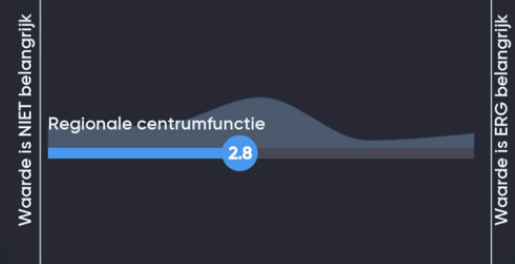 Waarde is NIET belangrijk
Regionale centrumfunctie
2.8
Waarde is ERG belangrijk